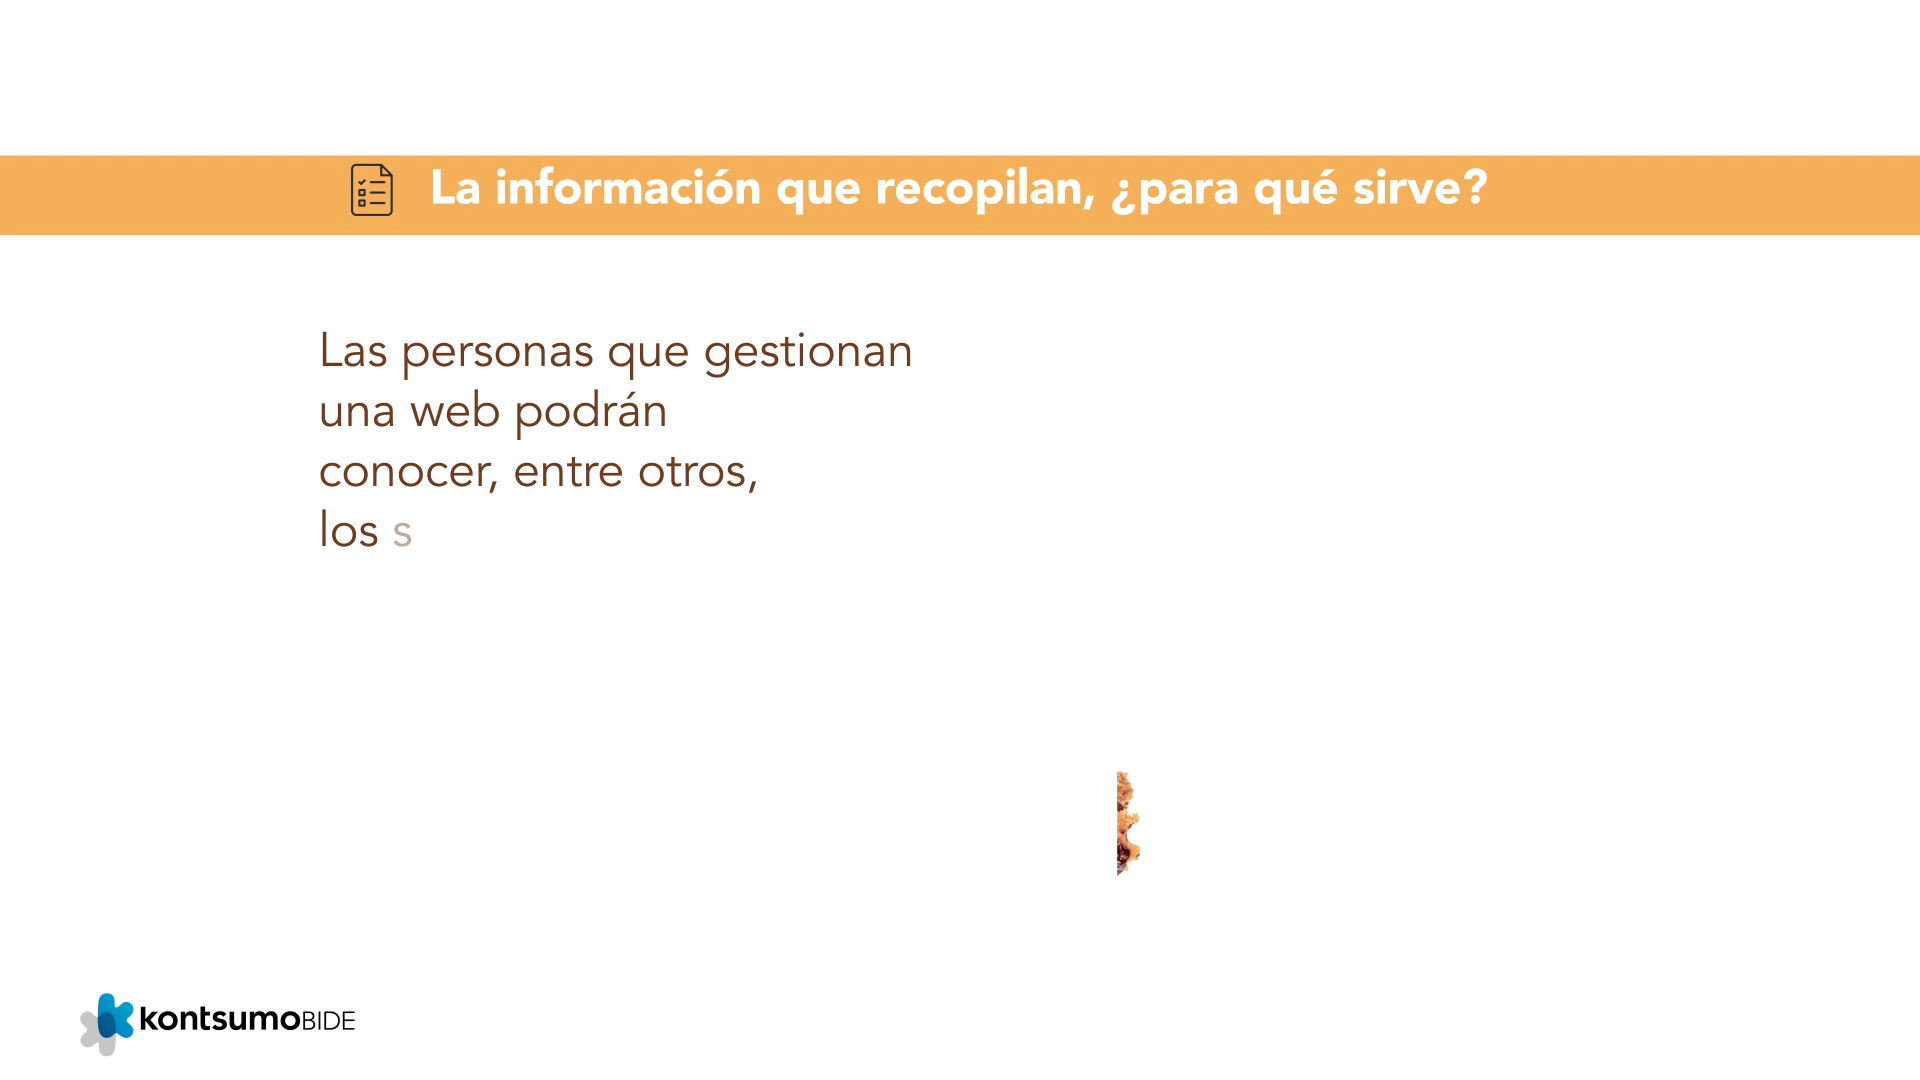 La información que recopilan, ¿para qué sirve?
Las personas que gestionan
una web podrán
conocer, entre otros,
los s
kontsumoBIDE